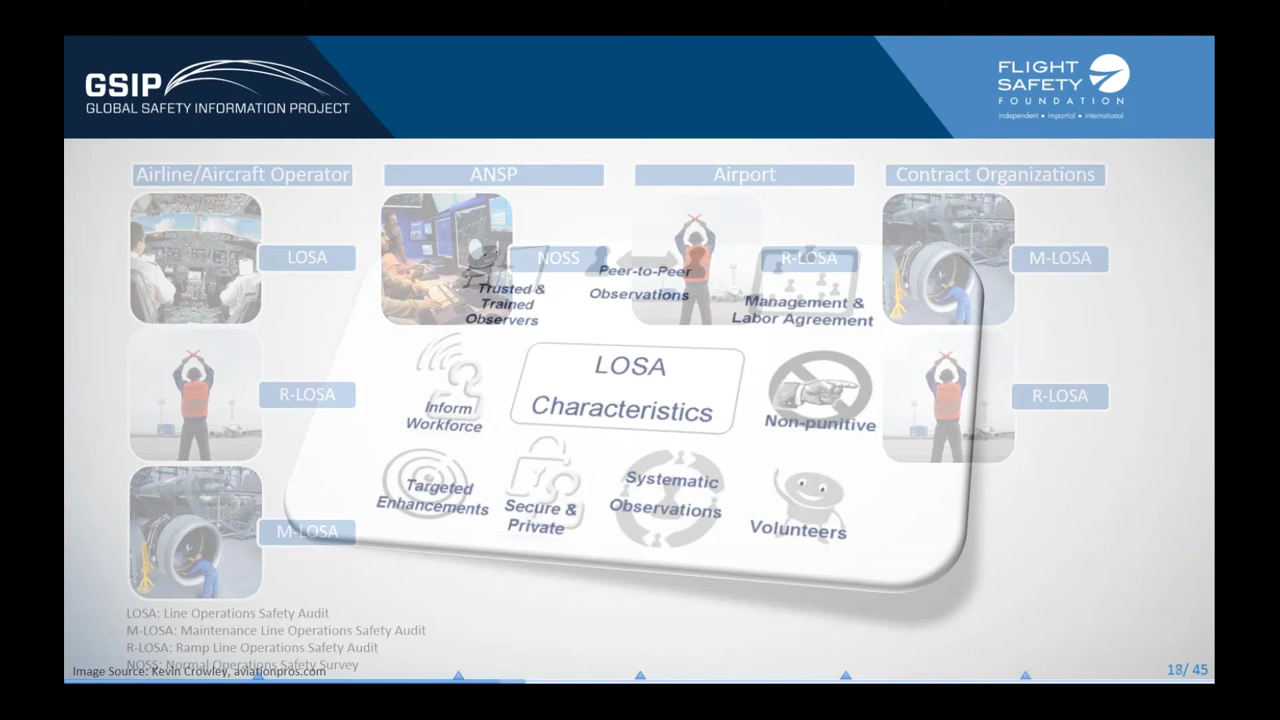 GSIP
GLOBAL SAFETY INFORMATION PROJECT
FLIGHT
SAFETY
FOUNDATION
independent • impartial • international
Airline/Aircraft Operator
ANSP
Airport
Contract Organizations
LOSA
NOSS
R-LOSA
M-LOSA
R-LOSA
R-LOSA
M-LOSA
Trusted &
Trained
Observers
Peer-to-Peer
Observations
Management &
Labor Agreement
Inform
Workforce
LOSA
Characteristics
Non-punitive
Targeted
Enhancements
Secure &
Private
Systematic
Observations
Volunteers
LOSA: Line Operations Safety Audit
M-LOSA: Maintenance Line Operations Safety Audit
R-LOSA: Ramp Line Operations Safety Audit
NOSS: Normal Operations Safety Survey
Image Source: Kevin Crowley, aviationpros.com
/ 45